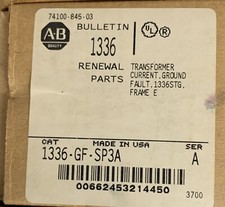 74100-845-03
A-B
BULLETIN
1336
UL
R
RENEWAL PARTS
TRANSFORMER
CURRENT,GROUND
FAULT,1336STG,
FRAME E
CAT
MADE IN USA
SER
1336-GF-SP3A
A
00662453214450
3700